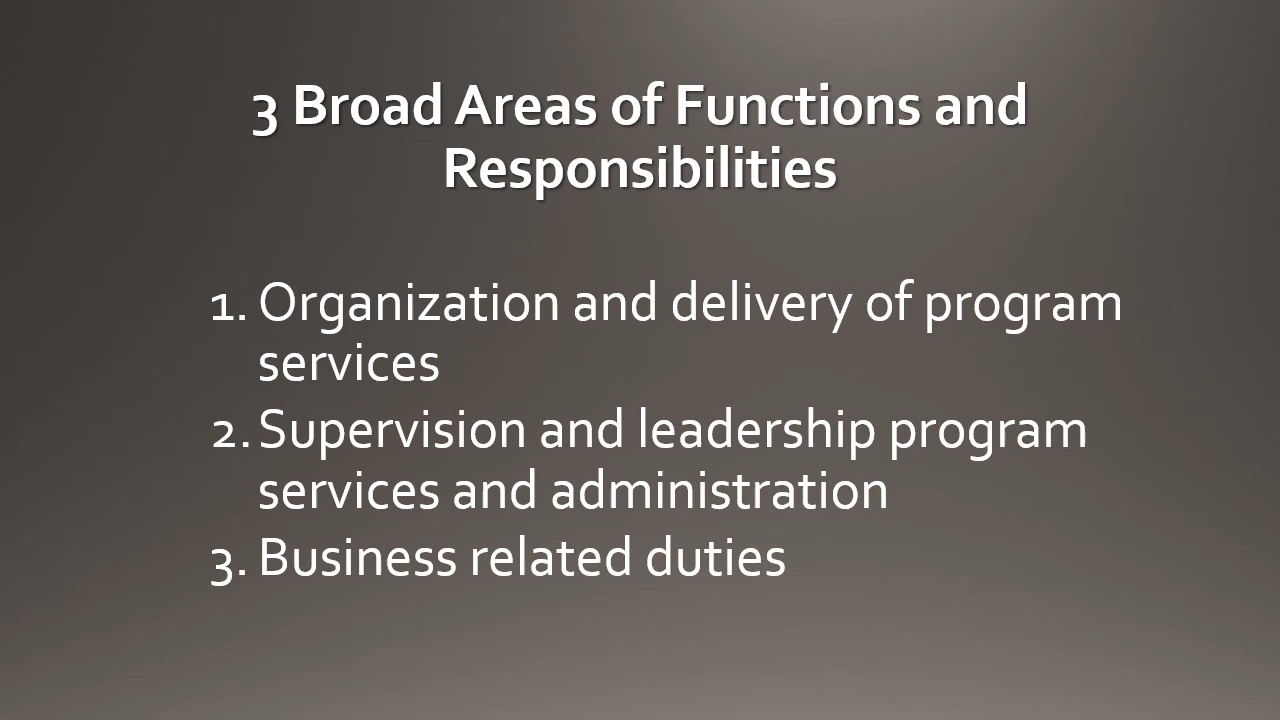 3 Broad Areas of Functions and
Responsibilities
1. Organization and delivery of program
services
2. Supervision and leadership program
services and administration
3. Business related duties